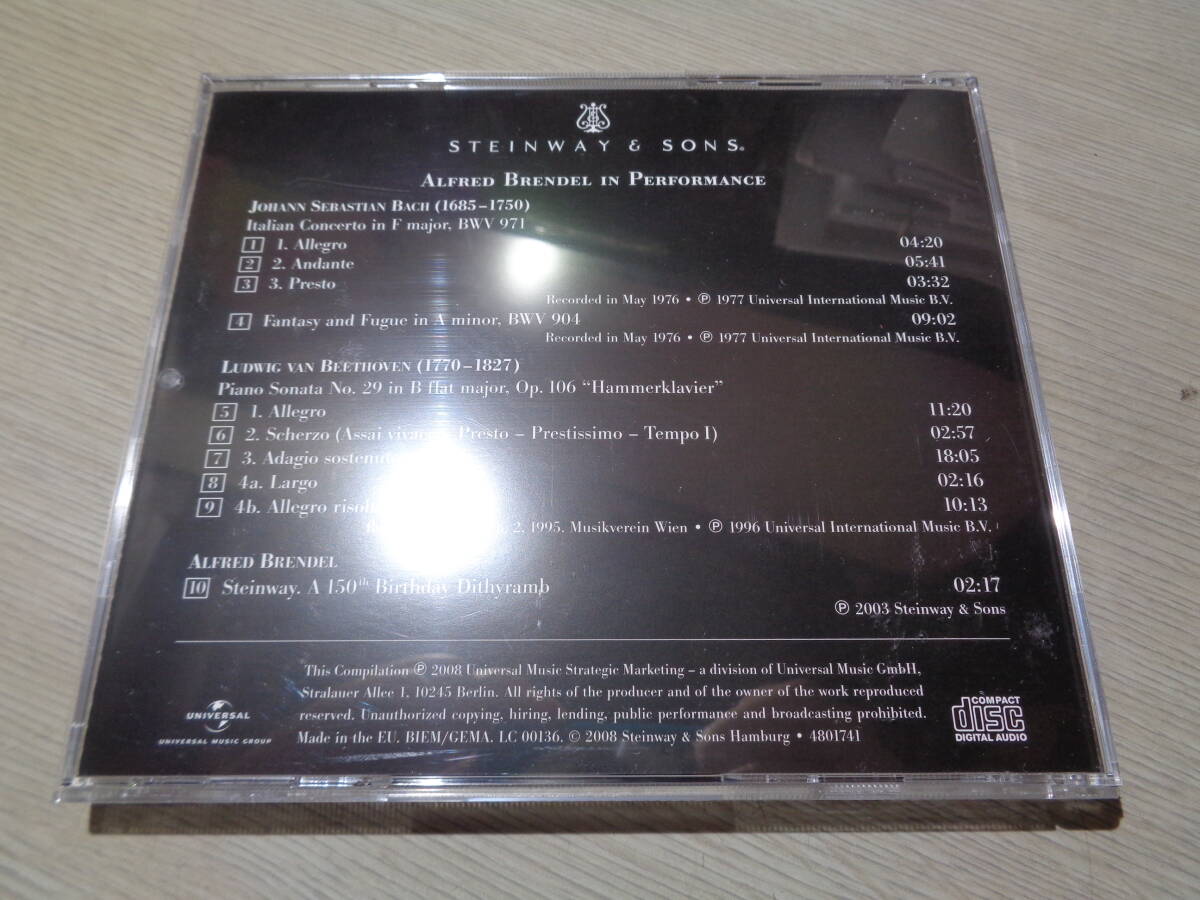 STEINWAY & SONS®
ALFRED BRENDEL IN PERFORMANCE
JOHANN SEBASTIAN BACH (1685–1750)
Italian Concerto in F major, BWV 971
1 1. Allegro 04:20
2 2. Andante 05:41
3 3. Presto 03:32
Recorded in May 1976 • ℗ 1977 Universal International Music B.V.
4 Fantasy and Fugue in A minor, BWV 904 09:02
Recorded in May 1976 • ℗ 1977 Universal International Music B.V.
LUDWIG VAN BEETHOVEN (1770–1827)
Piano Sonata No. 29 in B flat major, Op. 106 “Hammerklavier”
5 1. Allegro 11:20
6 2. Scherzo (Assai Presto – Prestissimo – Tempo I) 02:57
7 3. Adagio 18:05
8 4a. Largo 02:16
9 4b. Allegro 10:13
2, 1995, Musikverein Wien • ℗ 1996 Universal International Music B.V.
ALFRED BRENDEL
10 Steinway. A 150th Birthday Dithyramb 02:17
℗ 2003 Steinway & Sons
This Compilation ℗ 2008 Universal Music Strategic Marketing – a division of Universal Music GmbH,
Stralauer Allee 1, 10245 Berlin. All rights of the producer and of the owner of the work reproduced
reserved. Unauthorized copying, hiring, lending, public performance and broadcasting prohibited.
Made in the EU. BIEM/GEMA. LC 00136. © 2008 Steinway & Sons Hamburg • 4801741
UNIVERSAL
UNIVERSAL MUSIC GROUP
COMPACT
disc
DIGITAL AUDIO